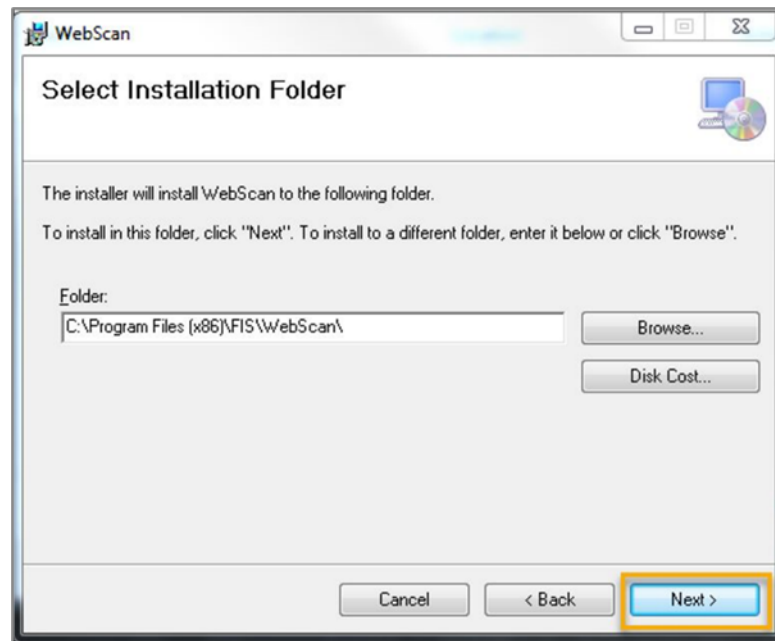 WebScan
Select Installation Folder
The installer will install WebScan to the following folder.
To install in this folder, click "Next". To install to a different folder, enter it below or click "Browse".
Folder:
C:\Program Files (x86)\FIS\WebScan\
Browse...
Disk Cost...
Cancel
< Back
Next >